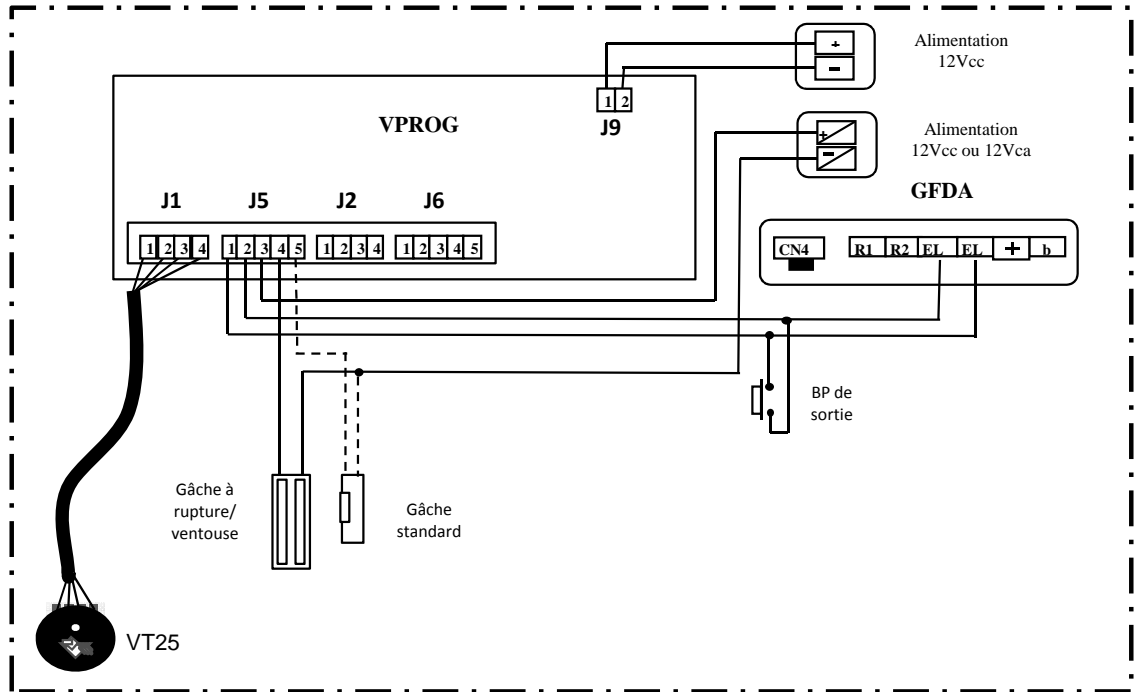 +
Alimentation
12Vcc
-
1 2
J9
VPROG
+
Alimentation
12Vcc ou 12Vca
-
GFDA
J1 J5 J2 J6
1 2 3 4 1 2 3 4 5 1 2 3 4 1 2 3 4 5
CN4 R1 R2 EL EL + b
BP de
sortie
Gâche à
rupture/
ventouse
Gâche
standard
VT25